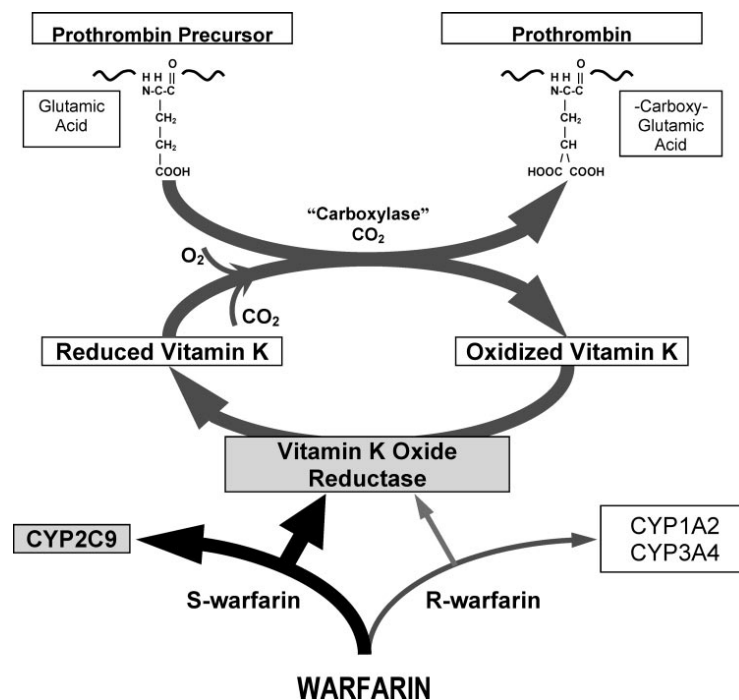 Prothrombin Precursor
Prothrombin
Glutamic
Acid
H H O
N-C-C
CH₂
CH₂
COOH
H H O
N-C-C
CH₂
CH
HOOC COOH
-Carboxy-
Glutamic
Acid
"Carboxylase"
CO₂
O₂
CO₂
Reduced Vitamin K
Oxidized Vitamin K
Vitamin K Oxide
Reductase
CYP2C9
CYP1A2
CYP3A4
S-warfarin
R-warfarin
WARFARIN